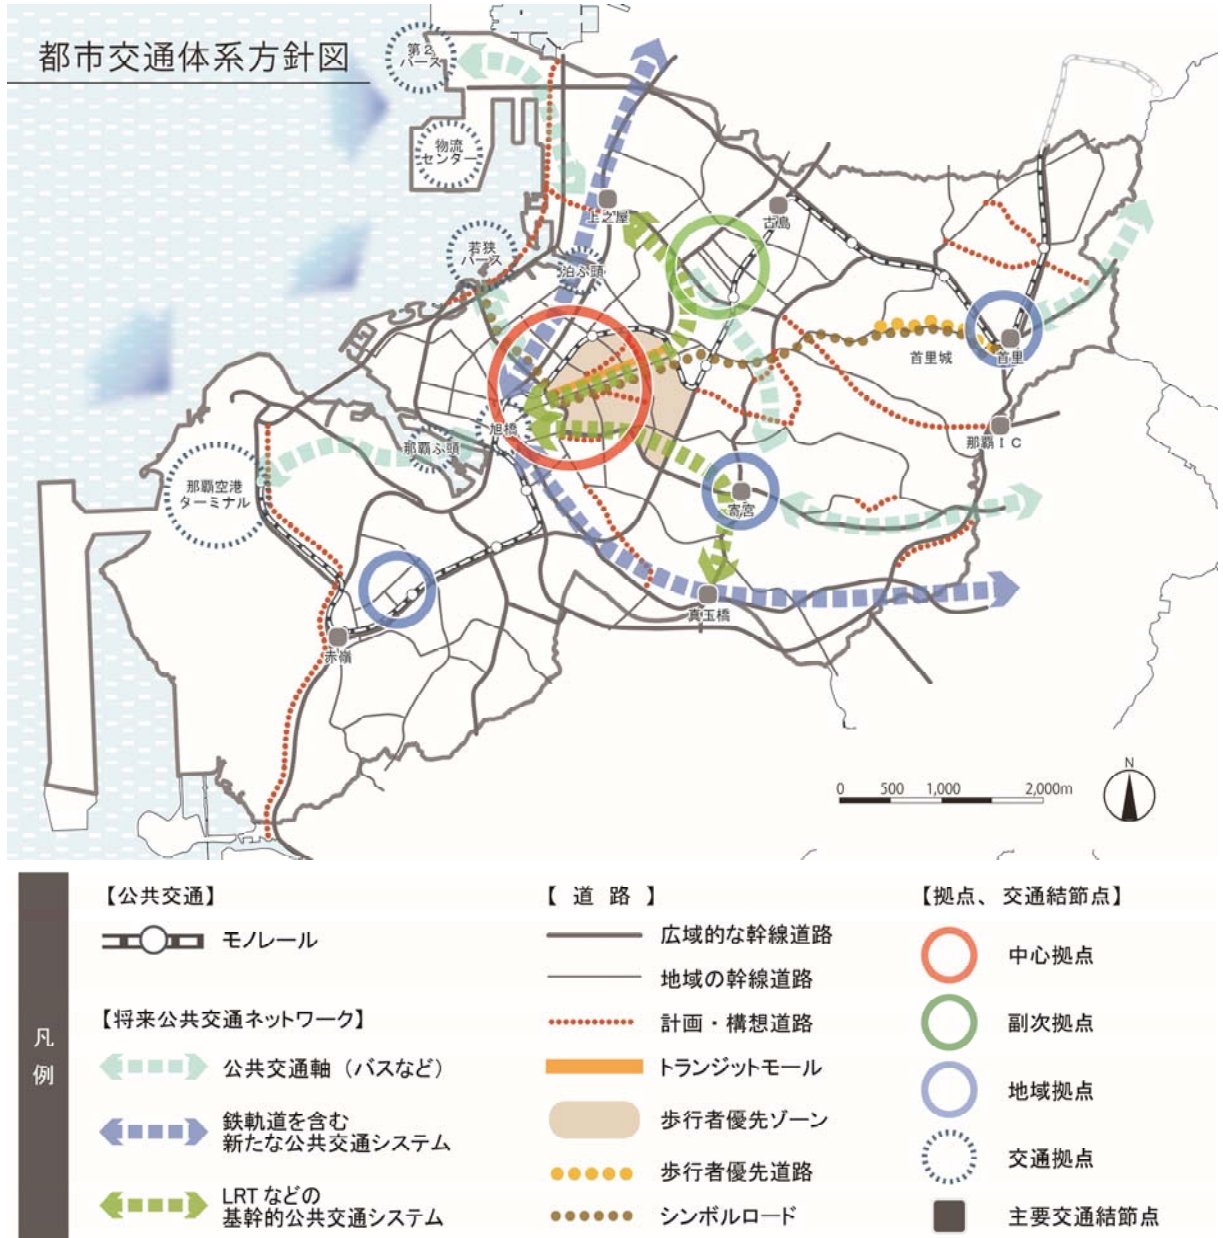 都市交通体系方針図
第2
バース
物流
センター
若狭
バース
泊ふ頭
上之屋
古島
首里城
首里
那覇IC
旭橋
那覇ふ頭
那覇空港
ターミナル
寄宮
真玉橋
赤嶺
N
0 500 1,000 2,000m
凡例
【公共交通】
モノレール
【将来公共交通ネットワーク】
公共交通軸（バスなど）
鉄軌道を含む
新たな公共交通システム
LRTなどの
基幹的公共交通システム
【道路】
広域的な幹線道路
地域の幹線道路
計画・構想道路
トランジットモール
歩行者優先ゾーン
歩行者優先道路
シンボルロード
【拠点、交通結節点】
中心拠点
副次拠点
地域拠点
交通拠点
主要交通結節点